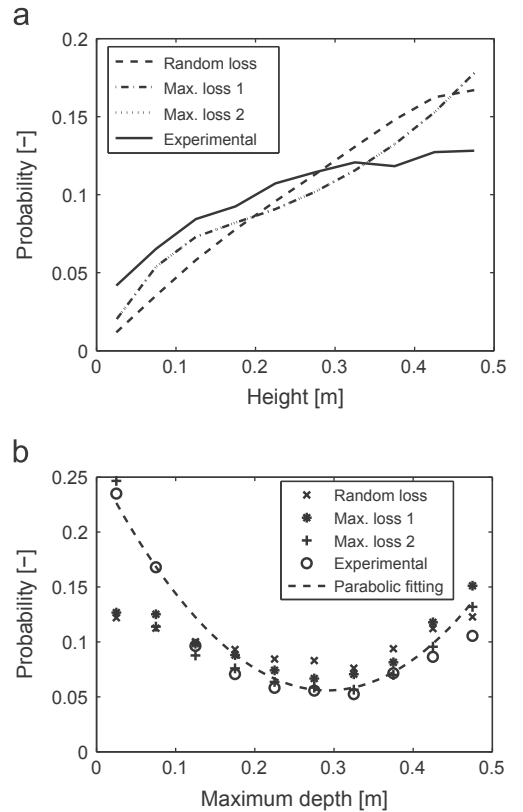 a
0.2
0.15
0.1
0.05
0
Probability [−]
Random loss
Max. loss 1
Max. loss 2
Experimental
0 0.1 0.2 0.3 0.4 0.5
Height [m]
b
0.25
0.2
0.15
0.1
0.05
0
Probability [−]
Random loss
Max. loss 1
Max. loss 2
Experimental
Parabolic fitting
0 0.1 0.2 0.3 0.4 0.5
Maximum depth [m]